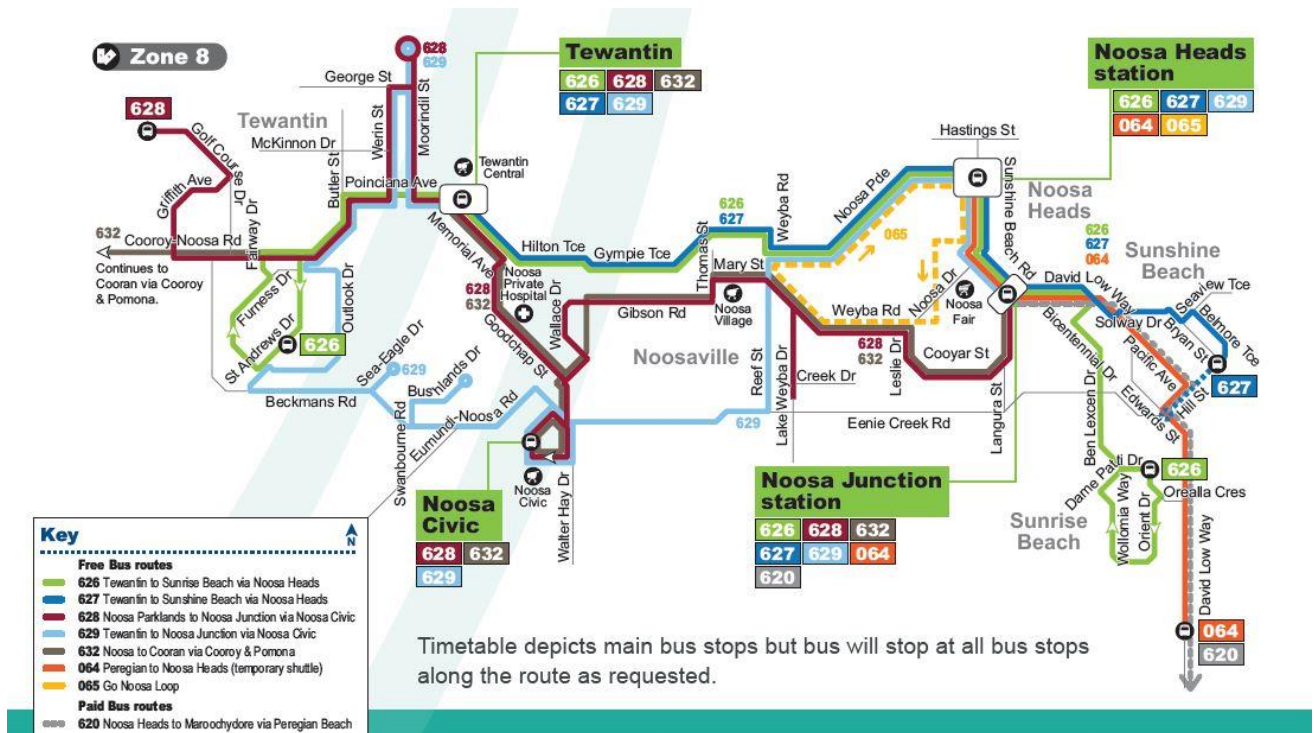 Zone 8
628
629
Tewantin
626 628 632
627 629
Noosa Heads
station
626 627 629
064 065
George St
628
Tewantin
McKinnon Dr
Golf Course Dr
Griffith Ave
Butler St
Werin St
Moorindil St
Poinciana Ave
Tewantin
Central
Hastings St
Sunshine Beach Rd
Noosa
Heads
632
Cooroy-Noosa Rd
Continues to
Cooran via Cooroy
& Pomona.
Fairway Dr
Furness Dr
St Andrews Dr
626
Outlook Dr
Memorial Ave
Hilton Tce
Gympie Tce
626
627
Weyba Rd
Noosa Pde
065
626
627
064
Sunshine
Beach
Noosa
Private
Hospital
628
632
Thomas St
Mary St
Noosa
Village
Gibson Rd
Wallace Dr
Goodchap St
Noosaville
Weyba Rd
Noosa Dr
Noosa
Fair
David Low Way
Seaview Tce
Belmore Tce
Bryan St
Solway Dr
Bicentennial Dr
Pacific Ave
Hill St
627
Edwards St
628
632
Cooyar St
Leslie Dr
Langura St
Reef St
Creek Dr
Lake Weyba Dr
Eenie Creek Rd
629
Beckmans Rd
Sea-Eagle Dr
629
Bushlands Dr
Swanbourne Rd
Eumundi-Noosa Rd
Noosa
Civic
Walter Hay Dr
Noosa
Civic
628 632
629
Noosa Junction
station
626 628 632
627 629 064
620
Ben Lexcen Dr
Dame Patti Dr
626
Orealla Cres
Wollomia Way
Orient Dr
Sunrise
Beach
David Low Way
064
620
Key
N
Free Bus routes
626 Tewantin to Sunrise Beach via Noosa Heads
627 Tewantin to Sunshine Beach via Noosa Heads
628 Noosa Parklands to Noosa Junction via Noosa Civic
629 Tewantin to Noosa Junction via Noosa Civic
632 Noosa to Cooran via Cooroy & Pomona
064 Peregian to Noosa Heads (temporary shuttle)
065 Go Noosa Loop
Paid Bus routes
620 Noosa Heads to Maroochydore via Peregian Beach
Timetable depicts main bus stops but bus will stop at all bus stops
along the route as requested.